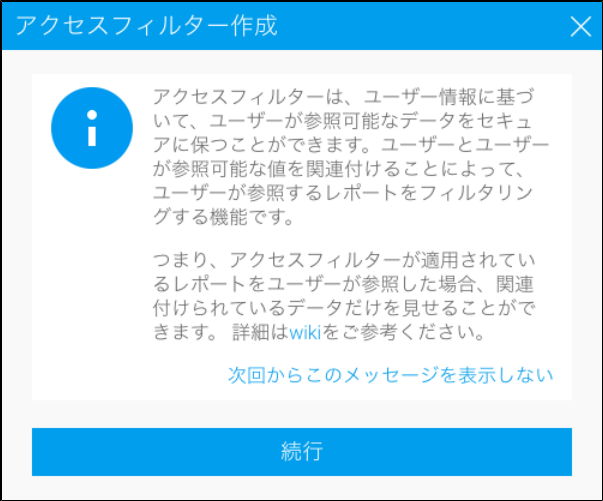 アクセスフィルター作成
アクセスフィルターは、ユーザー情報に基づ
いて、ユーザーが参照可能なデータをセキュ
アに保つことができます。ユーザーとユーザー
が参照可能な値を関連付けることによって、
ユーザーが参照するレポートをフィルタリン
グする機能です。
つまり、アクセスフィルターが適用されてい
るレポートをユーザーが参照した場合、関連
付けられているデータだけを見せることがで
きます。 詳細はwikiをご参考ください。
次回からこのメッセージを表示しない
続行